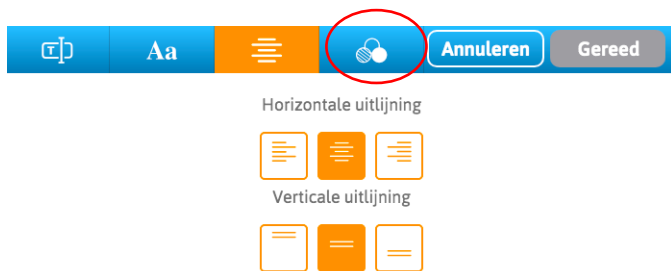 T Aa Annuleren Gereed
Horizontale uitlijning
Verticale uitlijning